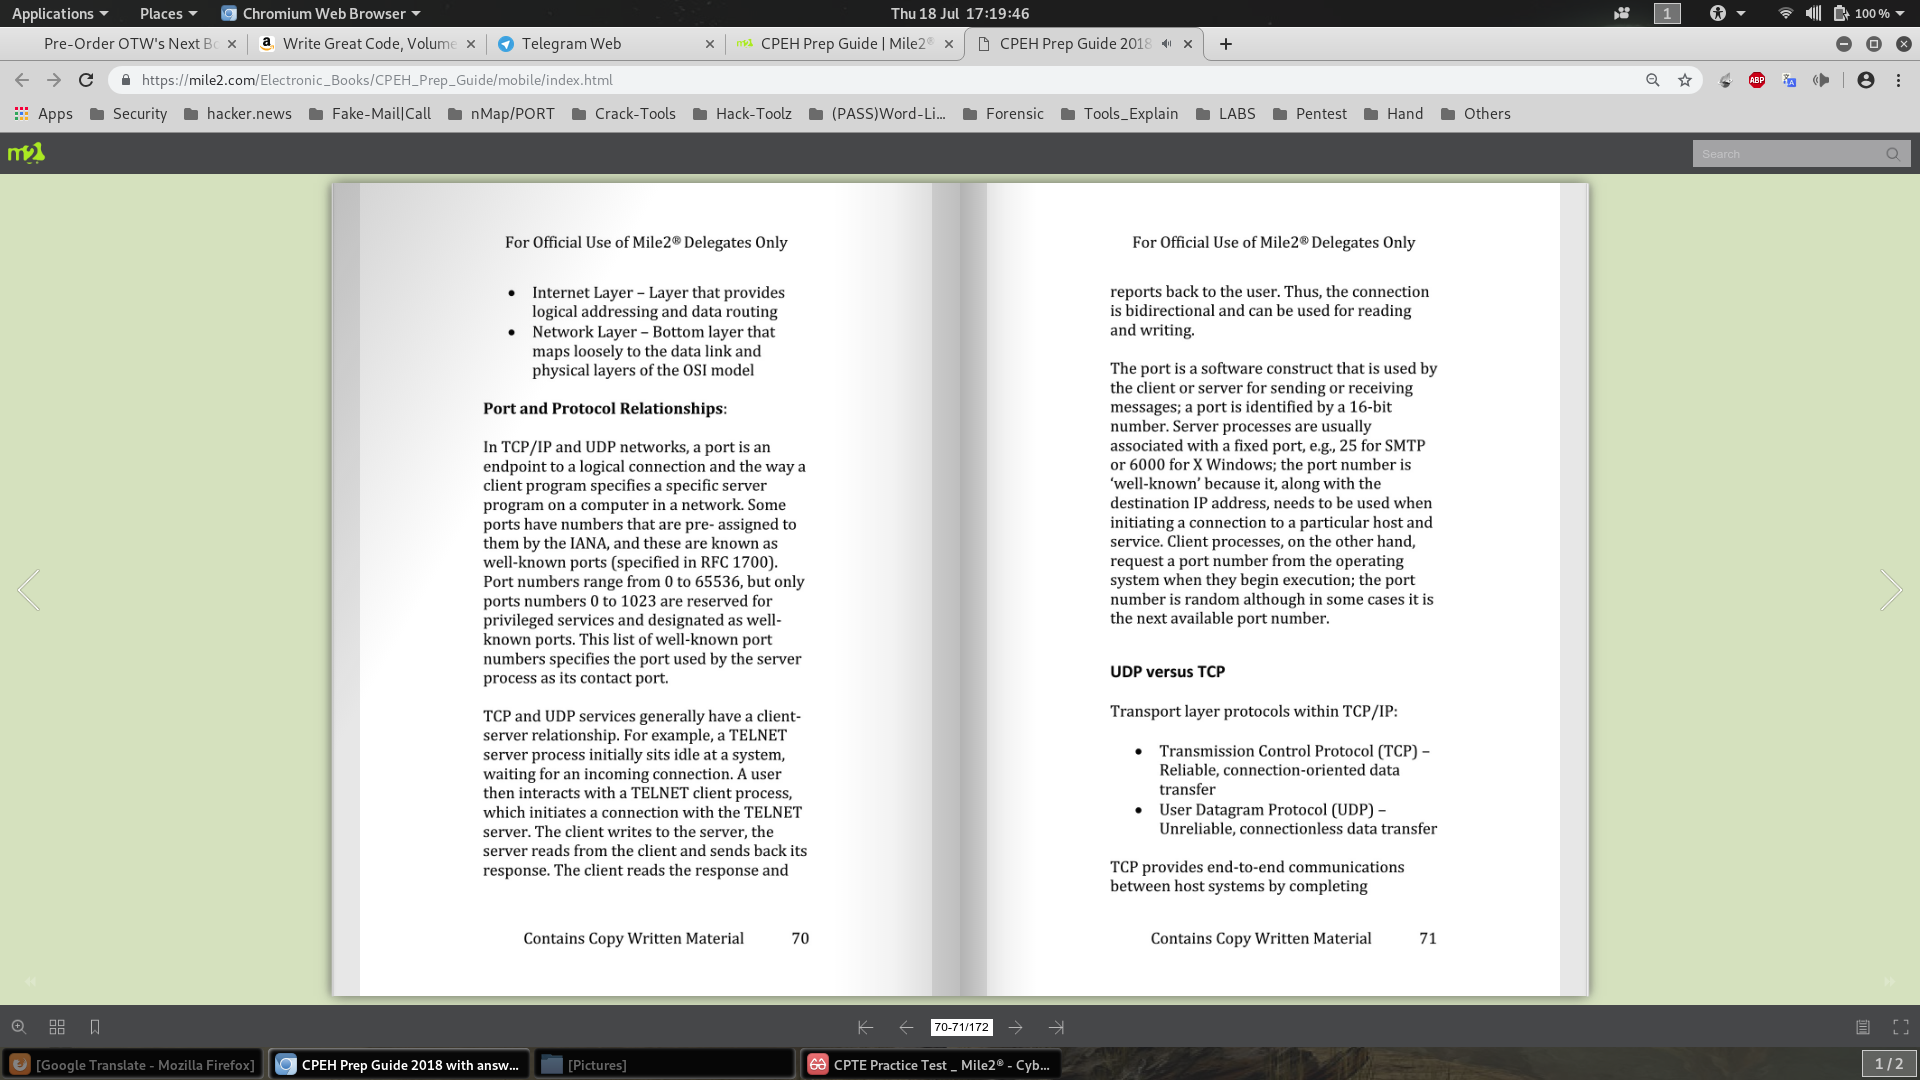 Applications
Places
Chromium Web Browser
Thu 18 Jul 17:19:46
1
100 %
Pre-Order OTW's Next Bo
Write Great Code, Volume
Telegram Web
CPEH Prep Guide | Mile2®
CPEH Prep Guide 2018
https://mile2.com/Electronic_Books/CPEH_Prep_Guide/mobile/index.html
ABP
Apps
Security
hacker.news
Fake-Mail|Call
nMap/PORT
Crack-Tools
Hack-Toolz
(PASS)Word-Li...
Forensic
Tools_Explain
LABS
Pentest
Hand
Others
m2
Search
For Official Use of Mile2® Delegates Only
• Internet Layer – Layer that provides
logical addressing and data routing
• Network Layer – Bottom layer that
maps loosely to the data link and
physical layers of the OSI model
Port and Protocol Relationships:
In TCP/IP and UDP networks, a port is an
endpoint to a logical connection and the way a
client program specifies a specific server
program on a computer in a network. Some
ports have numbers that are pre- assigned to
them by the IANA, and these are known as
well-known ports (specified in RFC 1700).
Port numbers range from 0 to 65536, but only
ports numbers 0 to 1023 are reserved for
privileged services and designated as well-
known ports. This list of well-known port
numbers specifies the port used by the server
process as its contact port.
TCP and UDP services generally have a client-
server relationship. For example, a TELNET
server process initially sits idle at a system,
waiting for an incoming connection. A user
then interacts with a TELNET client process,
which initiates a connection with the TELNET
server. The client writes to the server, the
server reads from the client and sends back its
response. The client reads the response and
Contains Copy Written Material 70
For Official Use of Mile2® Delegates Only
reports back to the user. Thus, the connection
is bidirectional and can be used for reading
and writing.
The port is a software construct that is used by
the client or server for sending or receiving
messages; a port is identified by a 16-bit
number. Server processes are usually
associated with a fixed port, e.g., 25 for SMTP
or 6000 for X Windows; the port number is
‘well-known’ because it, along with the
destination IP address, needs to be used when
initiating a connection to a particular host and
service. Client processes, on the other hand,
request a port number from the operating
system when they begin execution; the port
number is random although in some cases it is
the next available port number.
UDP versus TCP
Transport layer protocols within TCP/IP:
• Transmission Control Protocol (TCP) –
Reliable, connection-oriented data
transfer
• User Datagram Protocol (UDP) –
Unreliable, connectionless data transfer
TCP provides end-to-end communications
between host systems by completing
Contains Copy Written Material 71
70-71/172
[Google Translate - Mozilla Firefox]
CPEH Prep Guide 2018 with answ...
[Pictures]
CPTE Practice Test _ Mile2® - Cyb...
1 / 2